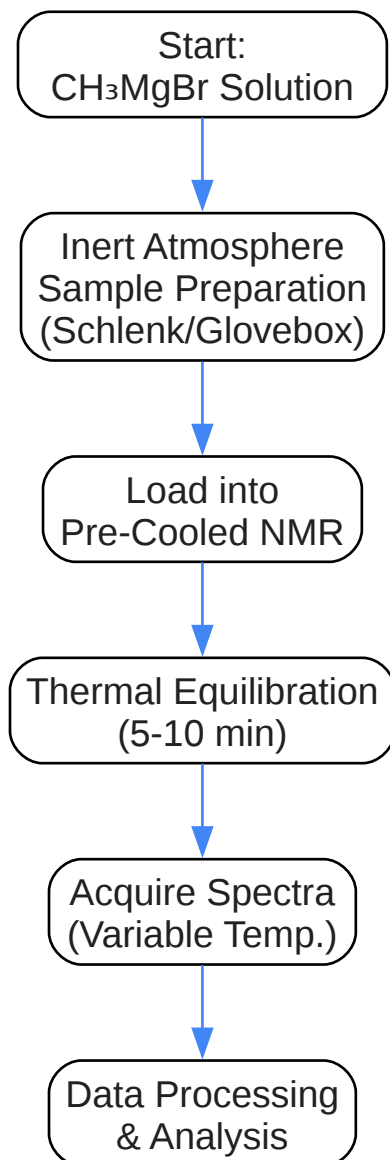 Start:
CH₃MgBr Solution
Inert Atmosphere
Sample Preparation
(Schlenk/Glovebox)
Load into
Pre-Cooled NMR
Thermal Equilibration
(5-10 min)
Acquire Spectra
(Variable Temp.)
Data Processing
& Analysis